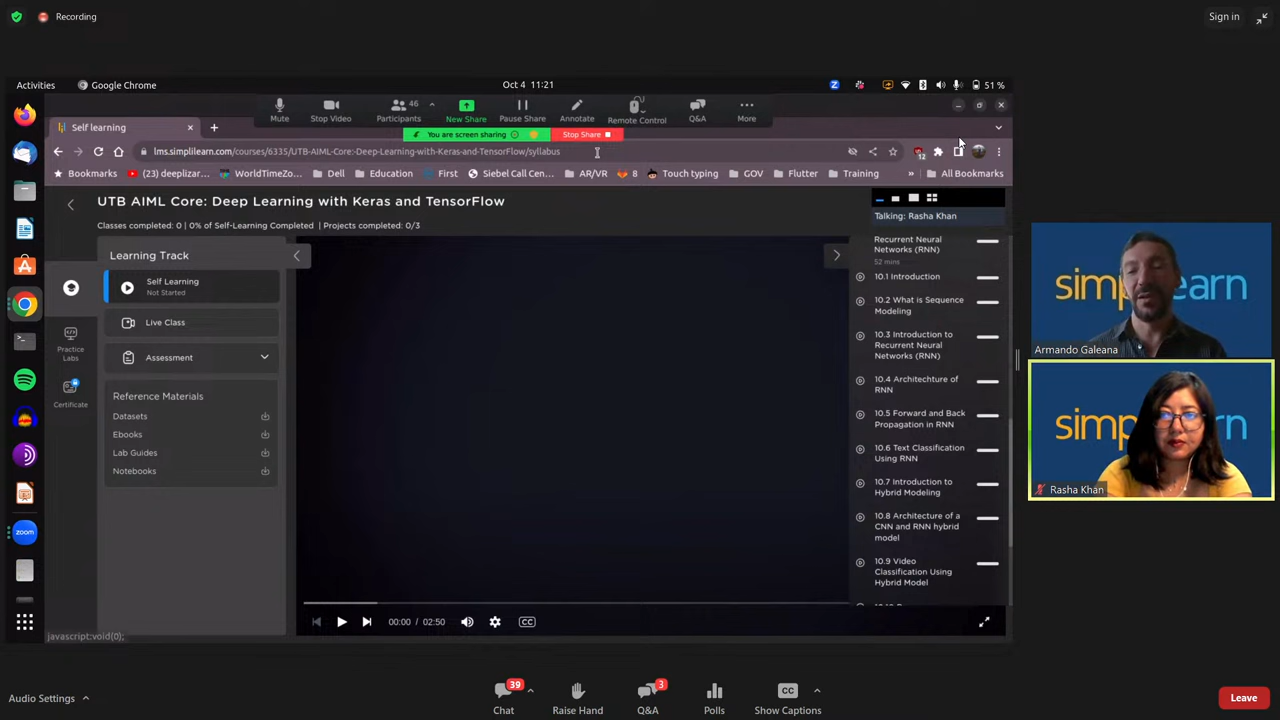 Recording
Sign in
Activities
Google Chrome
Oct 4 11:21
51 %
Mute
Stop Video
46
Participants
New Share
Pause Share
Annotate
Remote Control
Q&A
More
Self learning
You are screen sharing
Stop Share
lms.simplilearn.com/courses/6335/UTB-AIML-Core:-Deep-Learning-with-Keras-and-TensorFlow/syllabus
12
Bookmarks
(23) deeplizar...
WorldTimeZo...
Dell
Education
First
Siebel Cal Cen...
AR/VR
8
Touch typing
GOV
Flutter
Training
»
All Bookmarks
UTB AIML Core: Deep Learning with Keras and TensorFlow
Classes completed: 0 | 0% of Self-Learning Completed | Projects completed: 0/3
Talking: Rasha Khan
Learning Track
Self Learning
Not Started
Live Class
Assessment
Practice
Labs
Certificate
Reference Materials
Datasets
Ebooks
Lab Guides
Notebooks
Recurrent Neural
Networks (RNN)
52 mins
10.1 Introduction
10.2 What is Sequence
Modeling
10.3 Introduction to
Recurrent Neural
Networks (RNN)
10.4 Architechture of
RNN
10.5 Forward and Back
Propagation in RNN
10.6 Text Classification
Using RNN
10.7 Introduction to
Hybrid Modeling
10.8 Architecture of a
CNN and RNN hybrid
model
10.9 Video
Classification Using
Hybrid Model
00:00 / 02:50
CC
zoom
javascript:void(0);
simp earn
Armando Galeana
simp rn
Rasha Khan
Audio Settings
39
Chat
Raise Hand
3
Q&A
Polls
CC
Show Captions
Leave